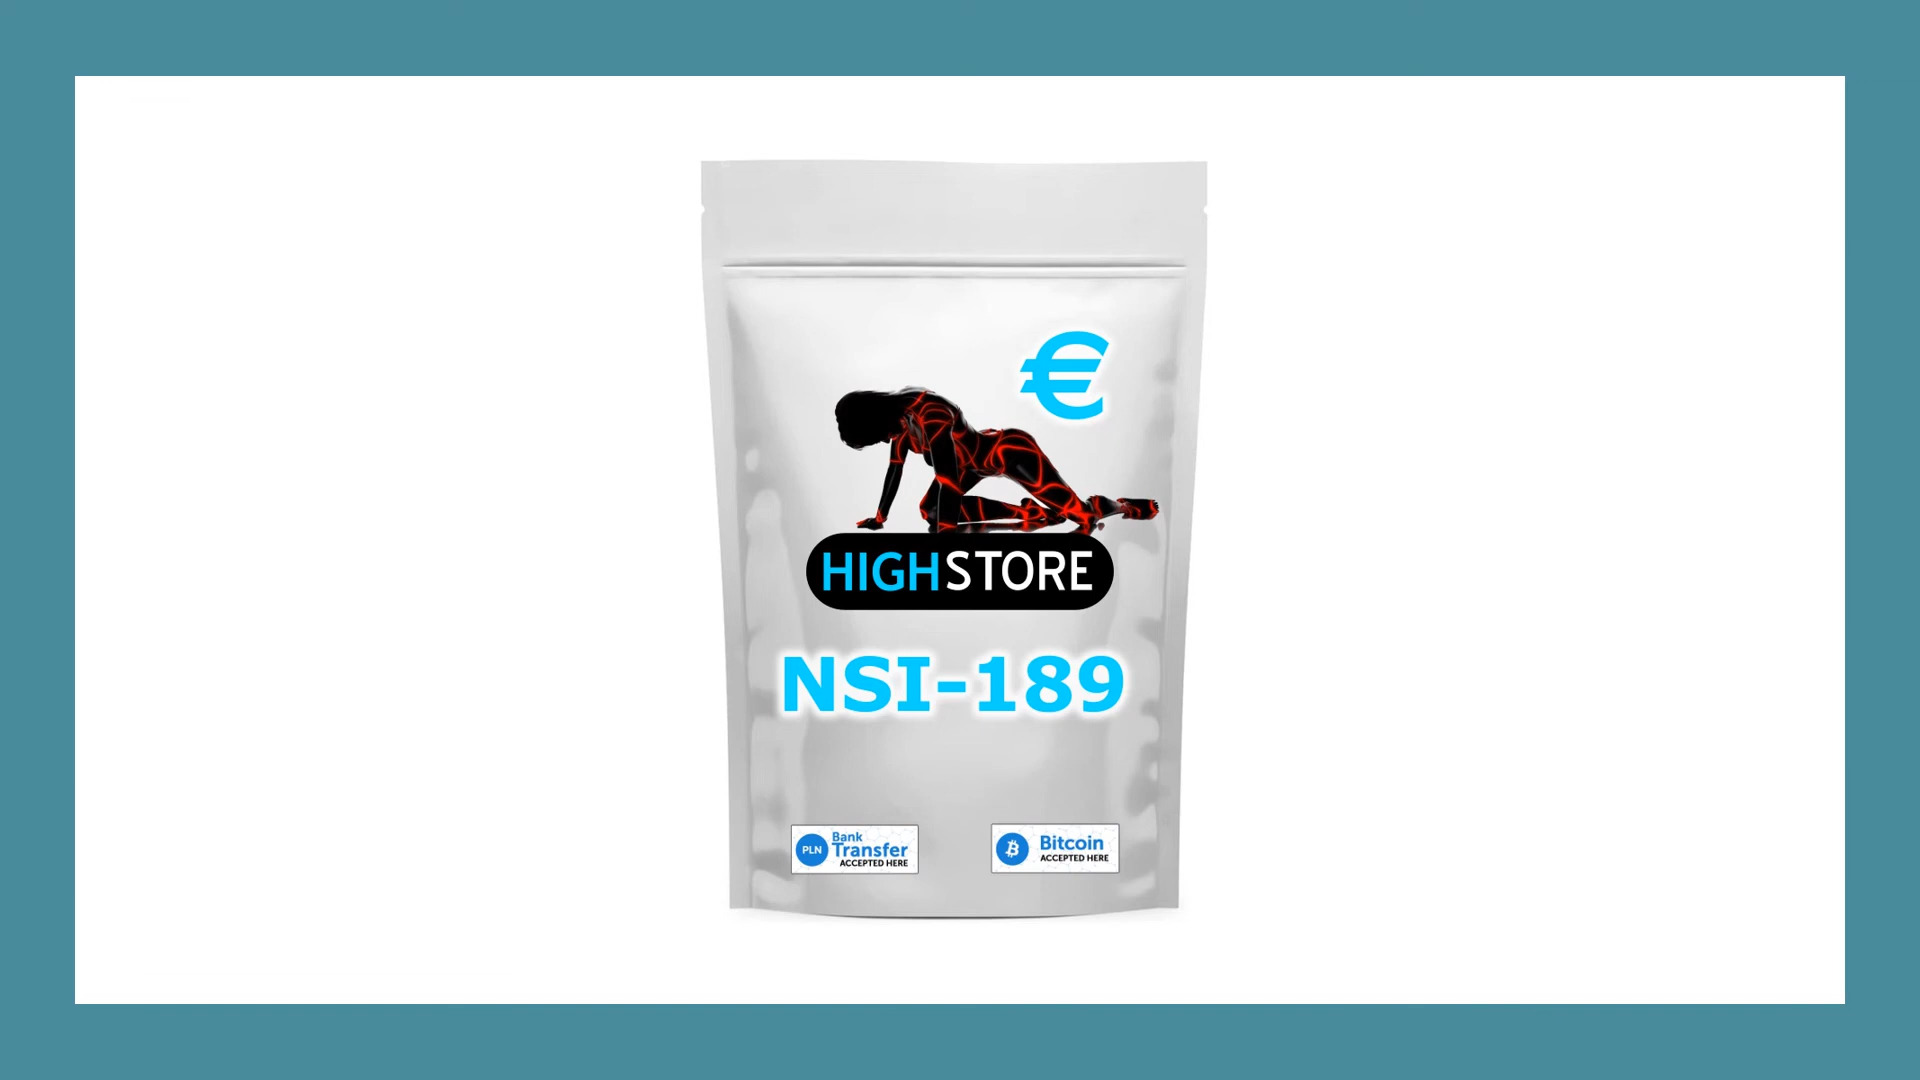 €
HIGHSTORE
NSI-189
PLN
Bank
Transfer
ACCEPTED HERE
Bitcoin
ACCEPTED HERE